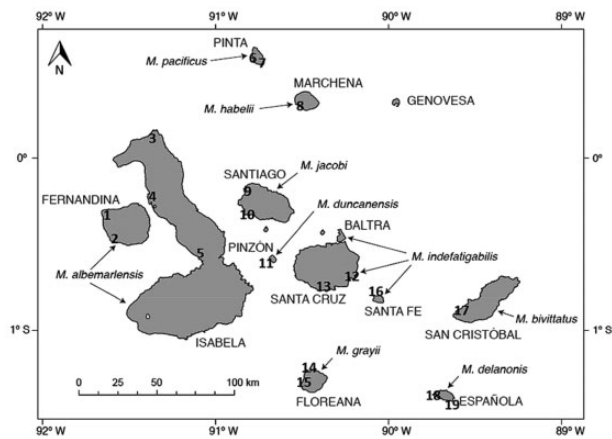 92°W 91°W 90°W 89°W
PINTA
M. pacificus 6 7
N
MARCHENA
M. habelii 8
GENOVESA
3
0° 0°
SANTIAGO
M. jacobi
9
FERNANDINA
4
1
10
M. duncanensis
BALTRA
2
PINZÓN
5
11
M. indefatigabilis
M. albemarlensis
12
13
16
SANTA CRUZ
SANTA FE
17
M. bivittatus
1°S 1°S
SAN CRISTÓBAL
ISABELA
M. grayii
14
M. delanonis
15
0 25 50 100 km
18
19
FLOREANA
ESPAÑOLA
92°W 91°W 90°W 89°W